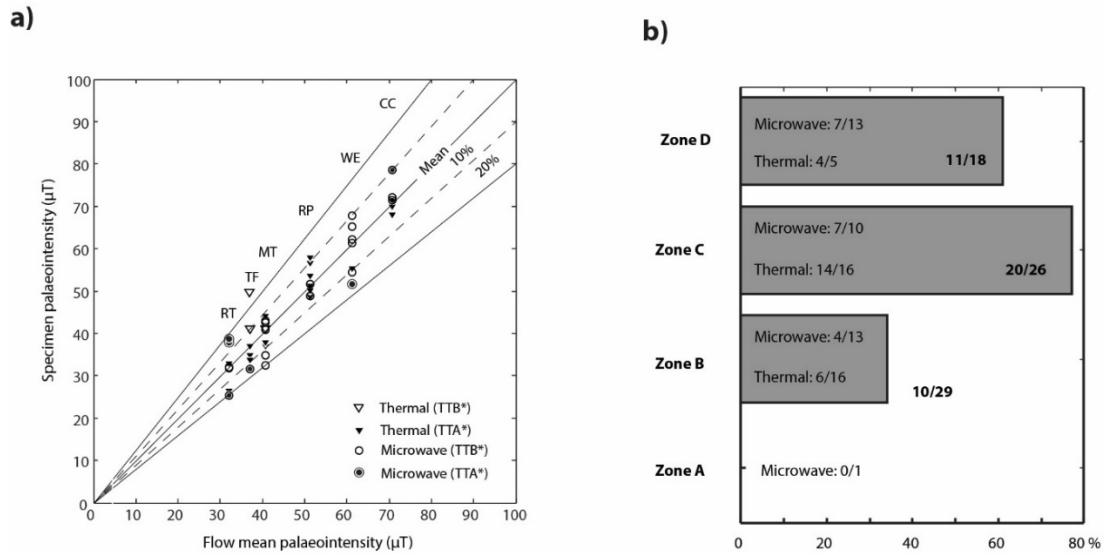 a)
100
90
80
70
60
50
40
30
20
10
0
Specimen palaeointensity (µT)
CC
WE
RP
MT
TF
RT
Mean
10%
20%
Thermal (TTB*)
Thermal (TTA*)
Microwave (TTB*)
Microwave (TTA*)
0 10 20 30 40 50 60 70 80 90 100
Flow mean palaeointensity (µT)
b)
Zone D
Microwave: 7/13
Thermal: 4/5
11/18
Zone C
Microwave: 7/10
Thermal: 14/16
20/26
Zone B
Microwave: 4/13
Thermal: 6/16
10/29
Zone A
Microwave: 0/1
0 20 40 60 80 %